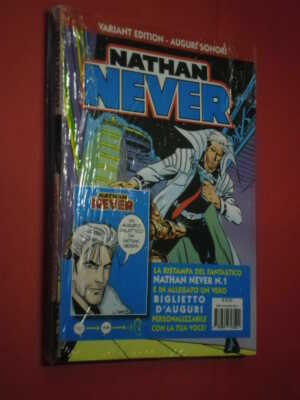 VARIANT EDITION - AUGURI SONORI
NATHAN
NEVER
NATHAN
NEVER
LA RISTAMPA DEL FANTASTICO
NATHAN NEVER N.1
E IN ALLEGATO UN VERO
BIGLIETTO
D'AUGURI
PERSONALIZZABILE
CON LA TUA VOCE!